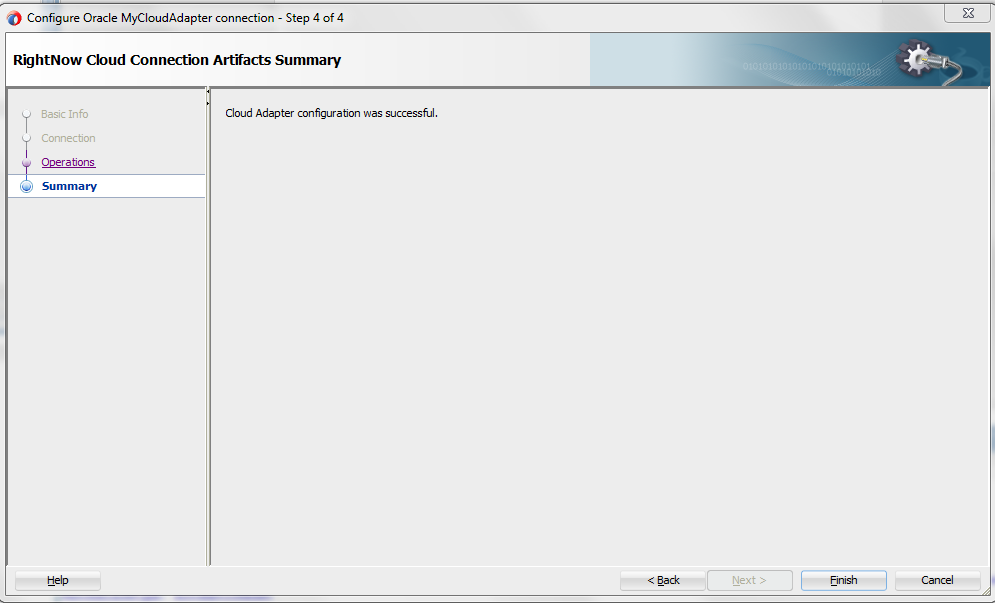 Configure Oracle MyCloudAdapter connection - Step 4 of 4
RightNow Cloud Connection Artifacts Summary
Basic Info
Connection
Operations
Summary
Cloud Adapter configuration was successful.
Help
< Back
Next >
Finish
Cancel